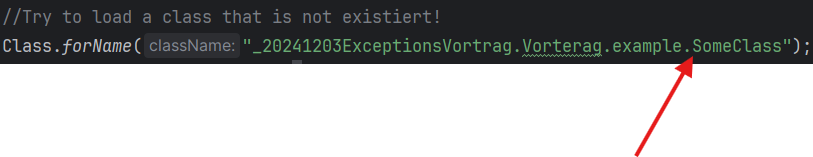 //Try to load a class that is not existiert!
Class.forName( className: "_20241203ExceptionsVortrag.Vorterag.example.SomeClass");